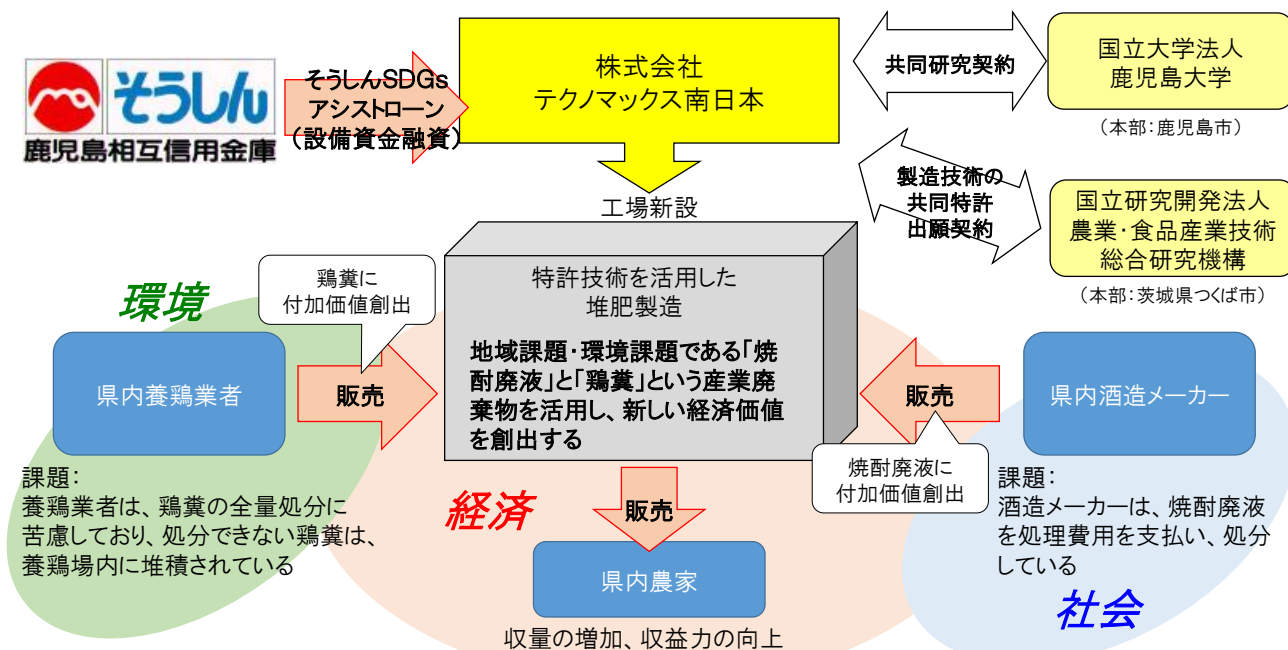 そうしん
鹿児島相互信用金庫
そうしんSDGs
アシストローン
（設備資金融資）
株式会社
テクノマックス南日本
共同研究契約
国立大学法人
鹿児島大学
（本部：鹿児島市）
製造技術の
共同特許
出願契約
国立研究開発法人
農業・食品産業技術
総合研究機構
（本部：茨城県つくば市）
工場新設
特許技術を活用した
堆肥製造
地域課題・環境課題である「焼
酎廃液」と「鶏糞」という産業廃
棄物を活用し、新しい経済価値
を創出する
環境
鶏糞に
付加価値創出
県内養鶏業者
販売
課題：
養鶏業者は、鶏糞の全量処分に
苦慮しており、処分できない鶏糞は、
養鶏場内に堆積されている
経済
販売
県内農家
収量の増加、収益力の向上
販売
焼酎廃液に
付加価値創出
県内酒造メーカー
課題：
酒造メーカーは、焼酎廃液
を処理費用を支払い、処分
している
社会